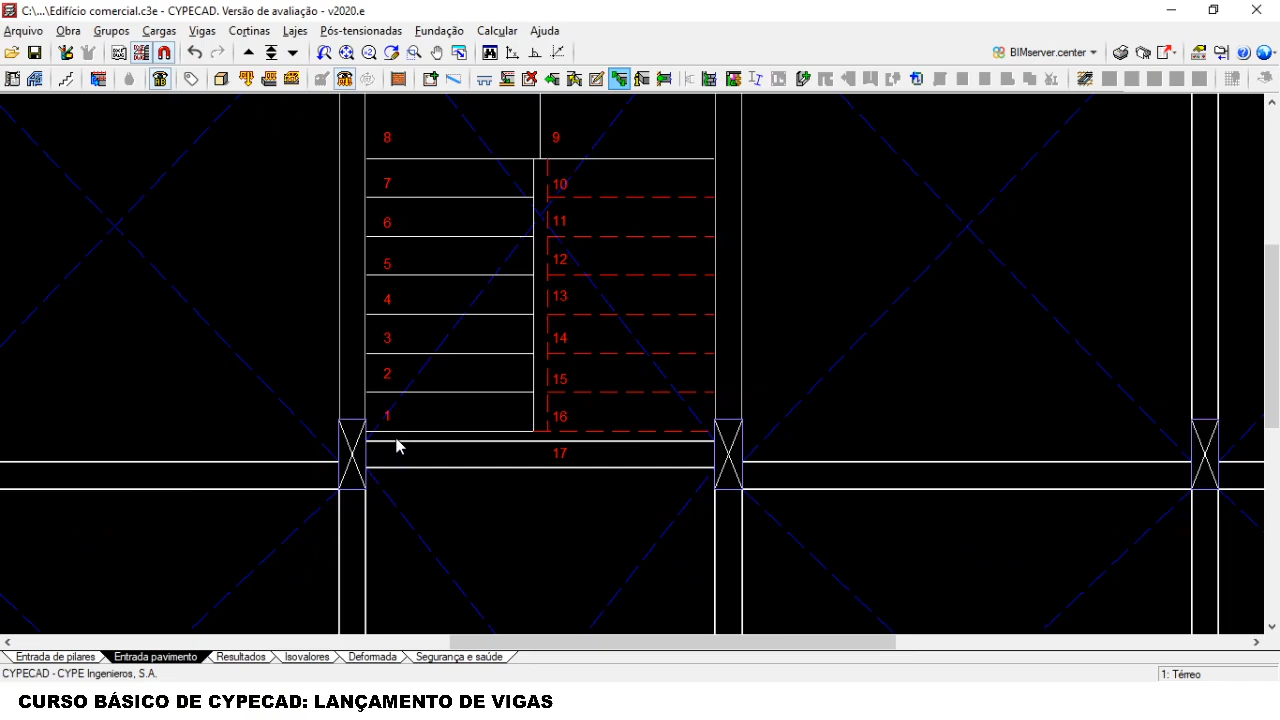 C:\...\Edifício comercial.c3e - CYPECAD. Versão de avaliação - v2020.e
Arquivo Obra Grupos Cargas Vigas Cortinas Lajes Pós-tensionadas Fundação Calcular Ajuda
BIMserver.center
8 9
7 10
6 11
5 12
4 13
3 14
2 15
1 16
17
Entrada de pilares Entrada pavimento Resultados Isovalores Deformada Segurança e saúde
CYPECAD - CYPE Ingenieros, S.A. 1: Térreo
CURSO BÁSICO DE CYPECAD: LANÇAMENTO DE VIGAS